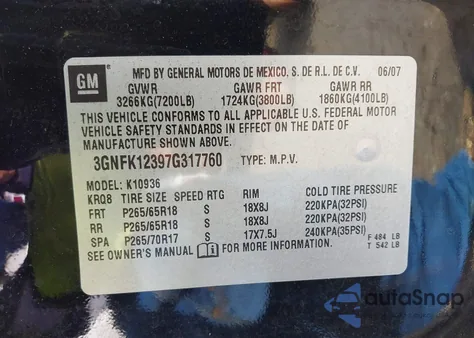 GM
MFD BY GENERAL MOTORS DE MEXICO, S. DE R.L. DE C.V. 06/07
GVWR GAWR FRT GAWR RR
3266KG(7200LB) 1724KG(3800LB) 1860KG(4100LB)
THIS VEHICLE CONFORMS TO ALL APPLICABLE U.S. FEDERAL MOTOR
VEHICLE SAFETY STANDARDS IN EFFECT ON THE DATE OF
MANUFACTURE SHOWN ABOVE.
3GNFK12397G317760 TYPE: M.P.V.
MODEL: K10936
KRQ8 TIRE SIZE SPEED RTG RIM COLD TIRE PRESSURE
FRT P265/65R18 S 18X8J 220KPA(32PSI)
RR P265/65R18 S 18X8J 220KPA(32PSI)
SPA P265/70R17 S 17X7.5J 240KPA(35PSI) F 484 LB
SEE OWNER'S MANUAL FOR MORE INFORMATION. T 542 LB
autoSnap